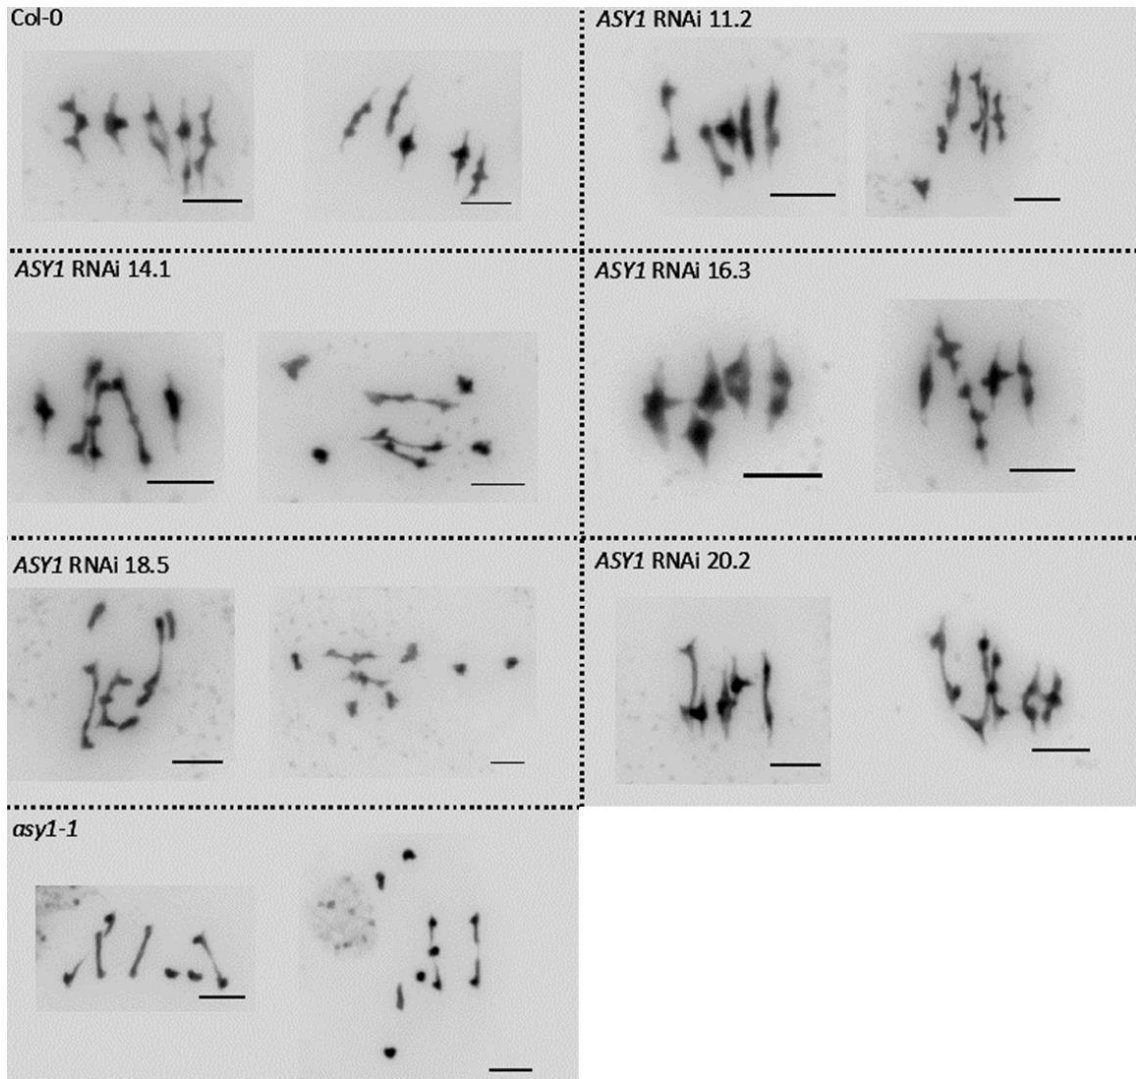 Col-0
ASY1 RNAi 11.2
ASY1 RNAi 14.1
ASY1 RNAi 16.3
ASY1 RNAi 18.5
ASY1 RNAi 20.2
asy1-1